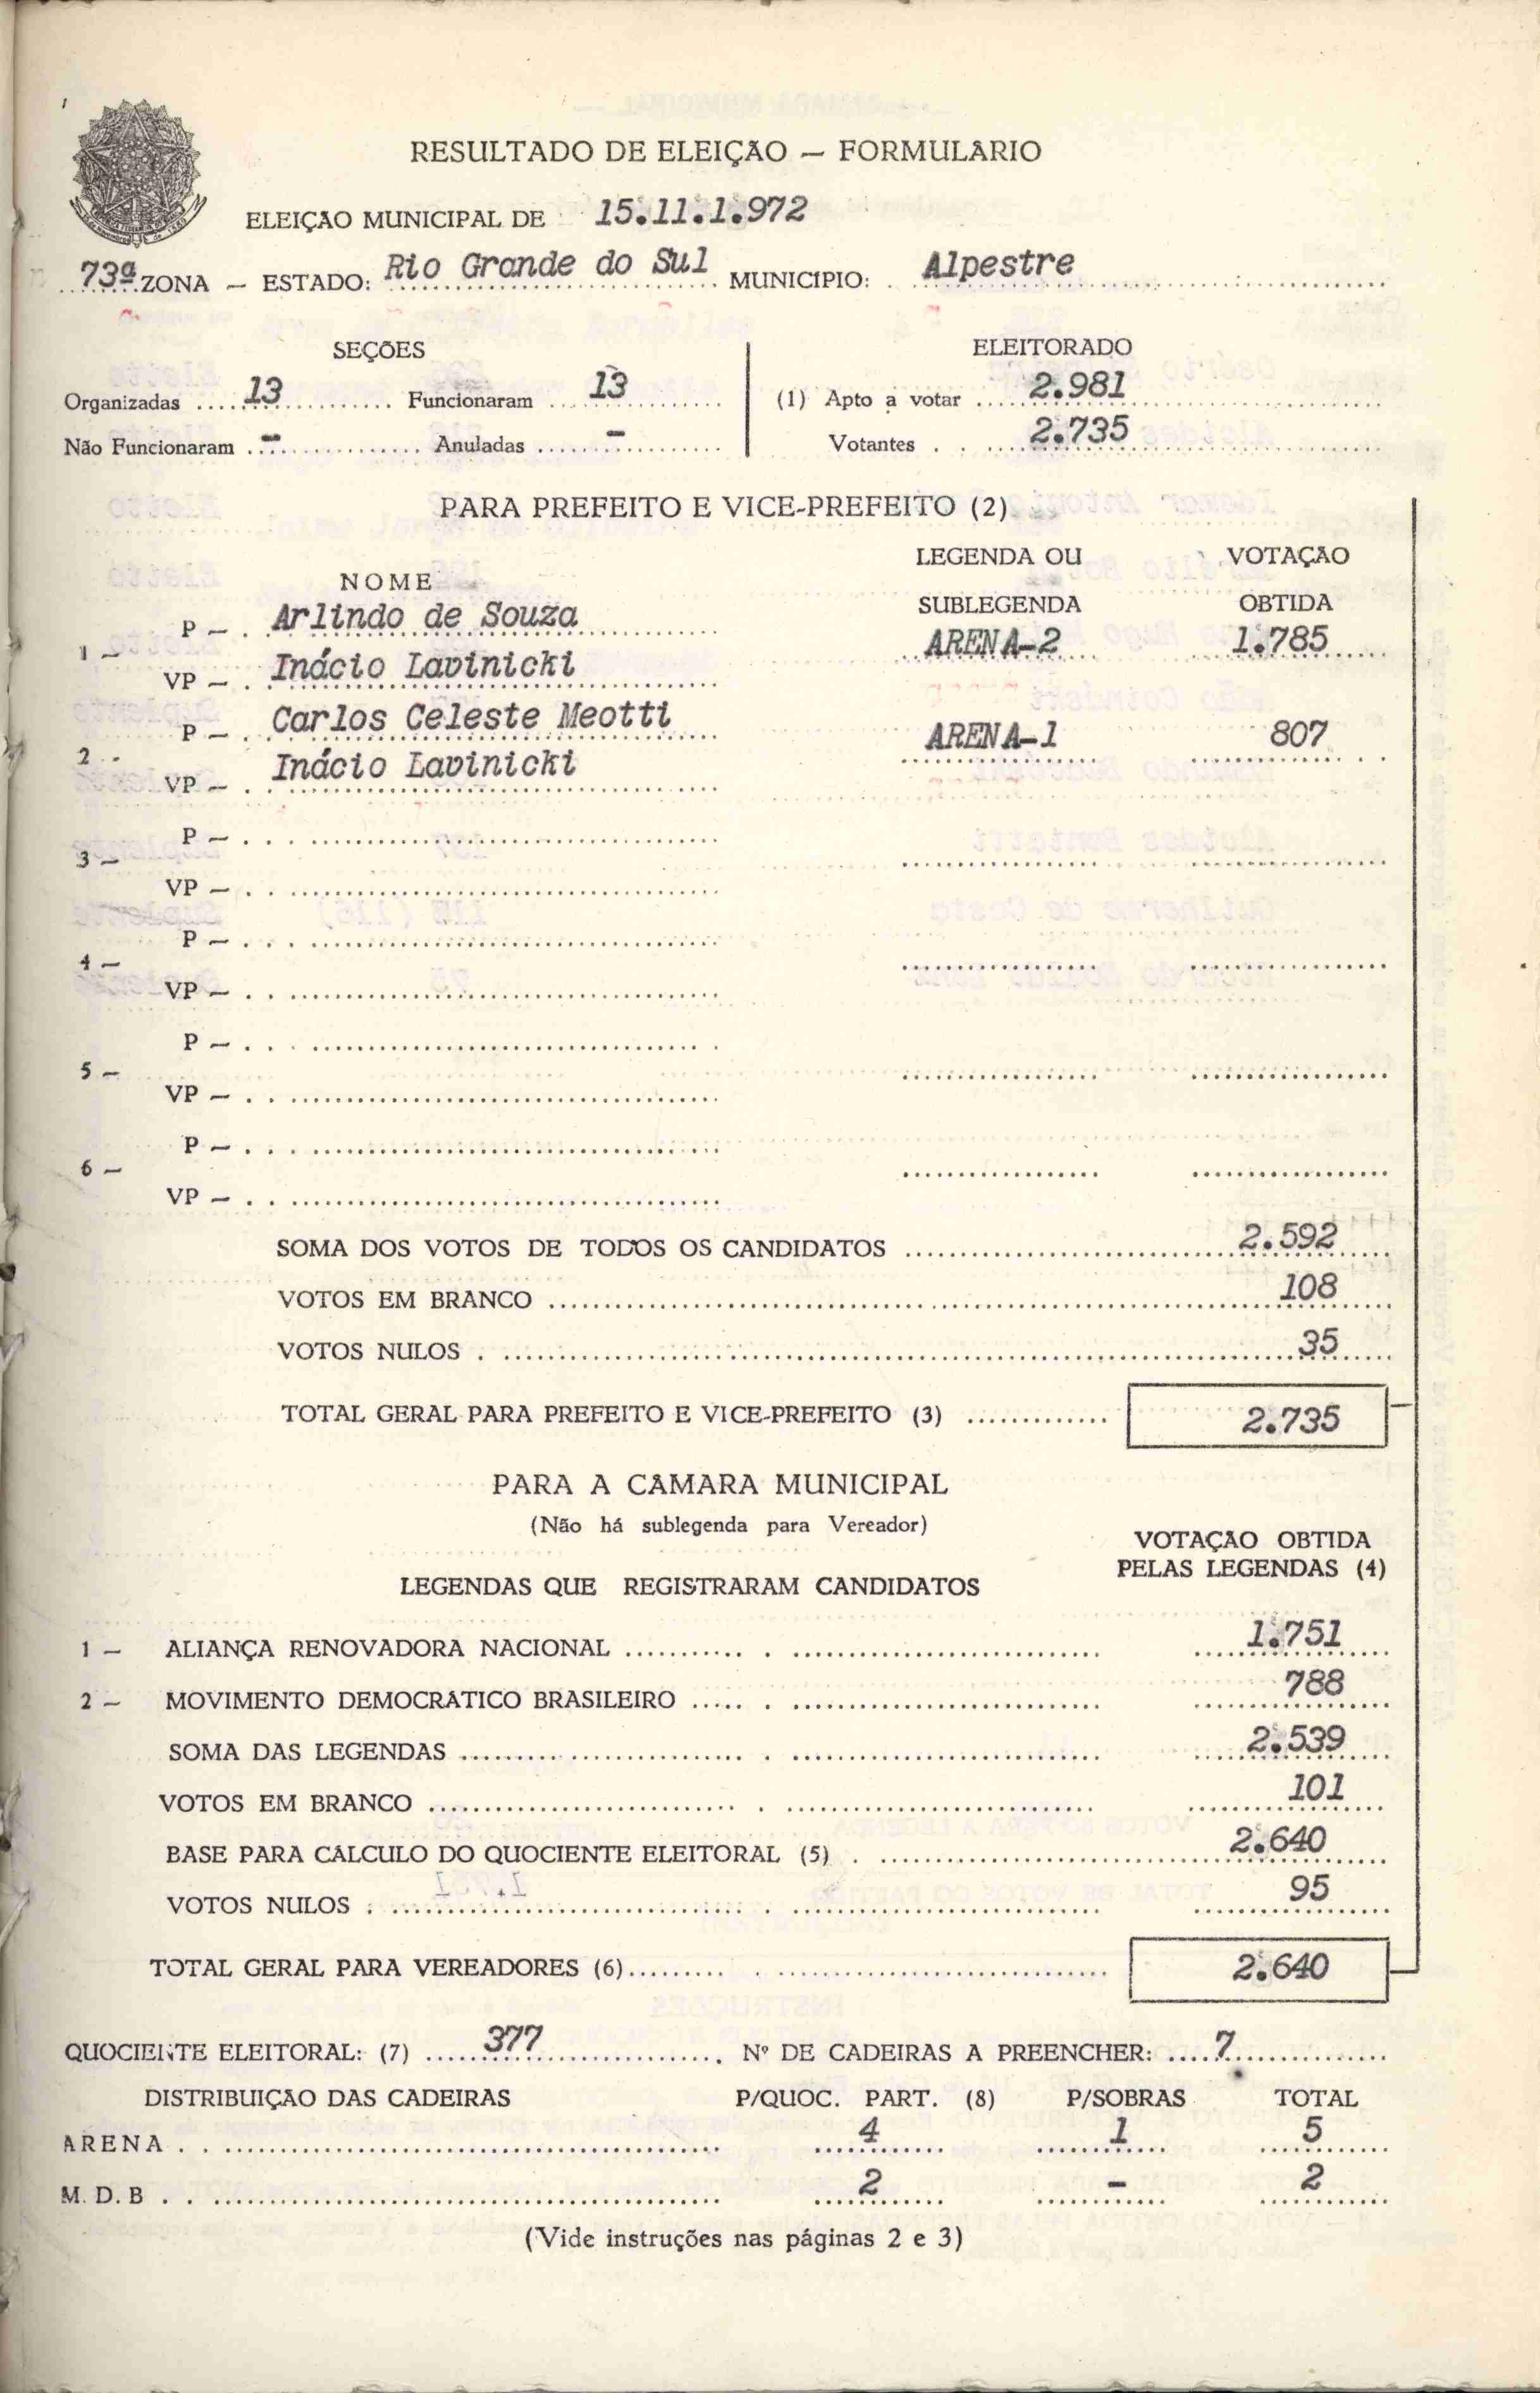 RESULTADO DE ELEIÇÃO — FORMULÁRIO
ELEIÇÃO MUNICIPAL DE 15.11.1.972
73ª ZONA — ESTADO: Rio Grande do Sul MUNICIPIO: Alpestre
SEÇÕES ELEITORADO
Organizadas 13 Funcionaram 13 (1) Apto a votar 2.981
Não Funcionaram - Anuladas - Votantes 2.735
PARA PREFEITO E VICE-PREFEITO (2)
NOME LEGENDA OU SUBLEGENDA VOTAÇÃO OBTIDA
1 — P — Arlindo de Souza ARENA-2 1.785
VP — Inácio Lavinicki
2 - P — Carlos Celeste Meotti ARENA-1 807
VP — Inácio Lavinicki
3 — P —
VP —
4 — P —
VP —
5 — P —
VP —
6 — P —
VP —
SOMA DOS VOTOS DE TODOS OS CANDIDATOS 2.592
VOTOS EM BRANCO 108
VOTOS NULOS 35
TOTAL GERAL PARA PREFEITO E VICE-PREFEITO (3) 2.735
PARA A CÂMARA MUNICIPAL
(Não há sublegenda para Vereador)
LEGENDAS QUE REGISTRARAM CANDIDATOS VOTAÇÃO OBTIDA PELAS LEGENDAS (4)
1 — ALIANÇA RENOVADORA NACIONAL 1.751
2 — MOVIMENTO DEMOCRÁTICO BRASILEIRO 788
SOMA DAS LEGENDAS 2.539
VOTOS EM BRANCO 101
BASE PARA CÁLCULO DO QUOCIENTE ELEITORAL (5) 2.640
VOTOS NULOS 95
TOTAL GERAL PARA VEREADORES (6) 2.640
QUOCIENTE ELEITORAL: (7) 377 Nº DE CADEIRAS A PREENCHER: 7
DISTRIBUIÇÃO DAS CADEIRAS P/QUOC. PART. (8) P/SOBRAS TOTAL
ARENA 4 1 5
M.D.B 2 - 2
(Vide instruções nas páginas 2 e 3)